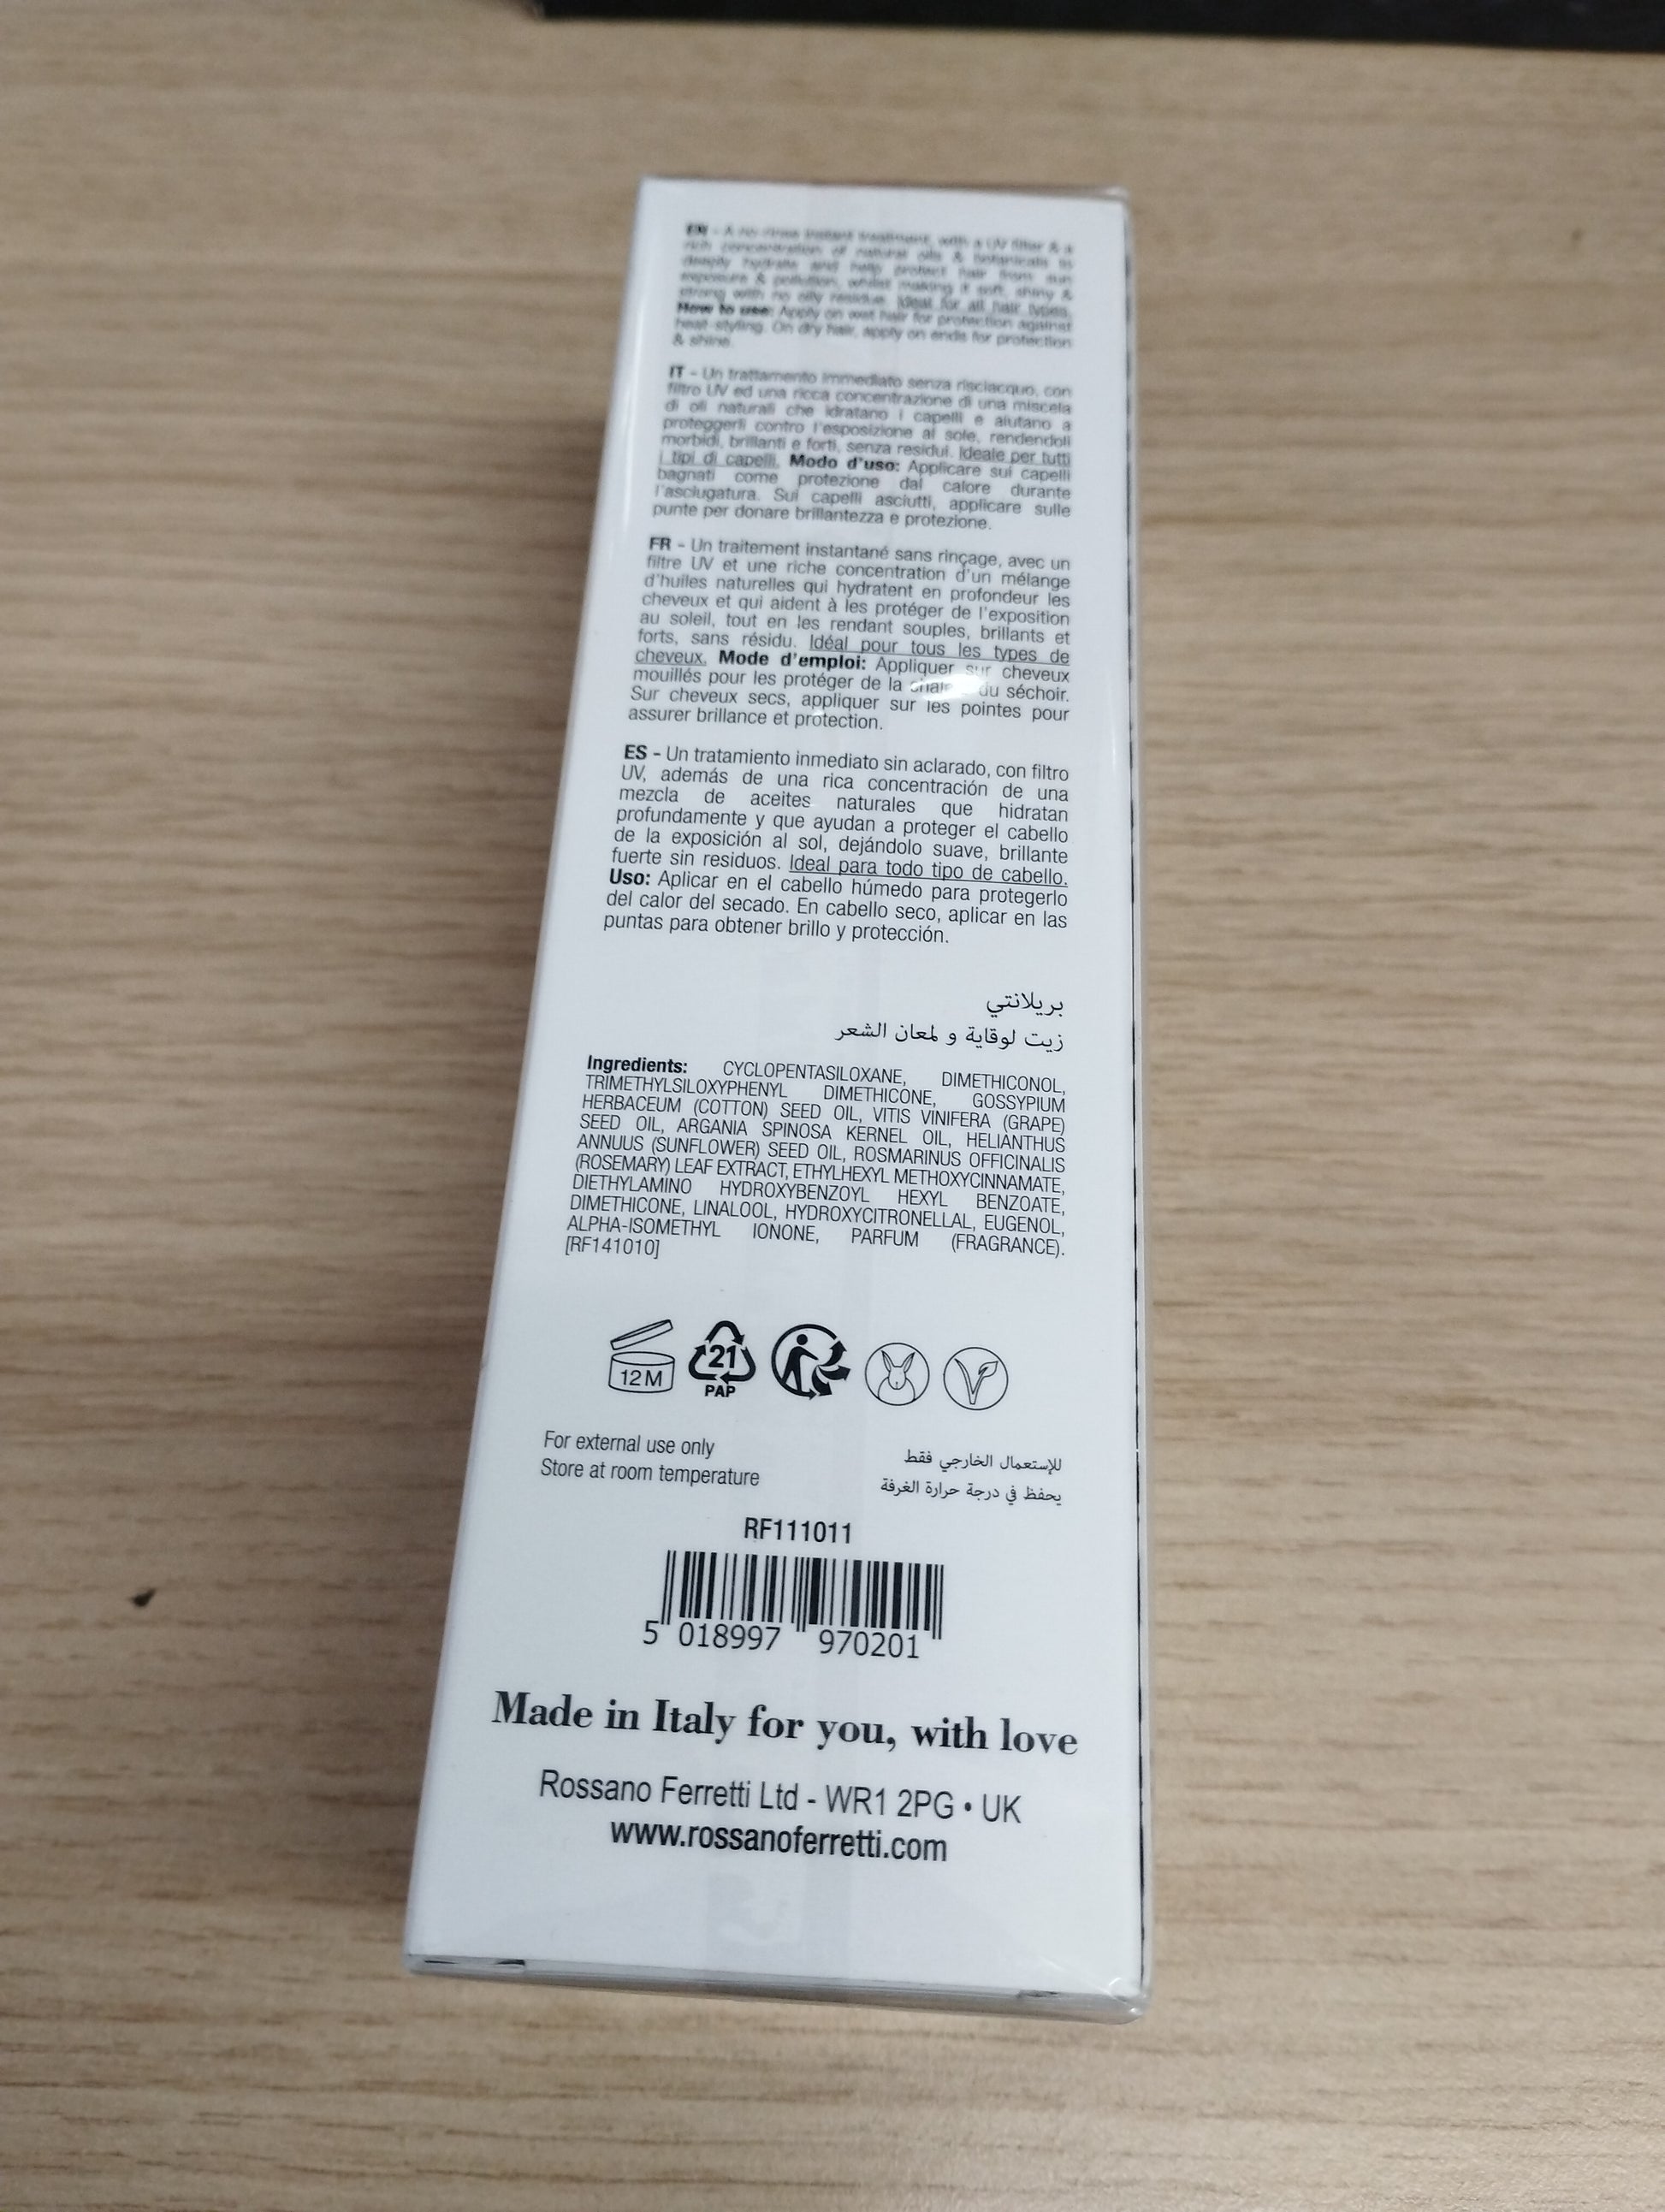 EN - A no-rinse instant treatment, with a UV filter & a
rich concentration of natural oils & botanicals to
deeply hydrate and help protect hair from sun
exposure & pollution, whilst making it soft, shiny &
strong with no oily residue. Ideal for all hair types.
How to use: Apply on wet hair for protection against
heat-styling. On dry hair, apply on ends for protection
& shine.
IT - Un trattamento immediato senza risciacquo, con
filtro UV ed una ricca concentrazione di una miscela
di oli naturali che idratano i capelli e aiutano a
proteggerli contro l'esposizione al sole, rendendoli
morbidi, brillanti e forti, senza residui. Ideale per tutti
i tipi di capelli. Modo d'uso: Applicare sui capelli
bagnati come protezione dal calore durante
l'asciugatura. Sui capelli asciutti, applicare sulle
punte per donare brillantezza e protezione.
FR - Un traitement instantané sans rinçage, avec un
filtre UV et une riche concentration d'un mélange
d'huiles naturelles qui hydratent en profondeur les
cheveux et qui aident à les protéger de l'exposition
au soleil, tout en les rendant souples, brillants et
forts, sans résidu. Idéal pour tous les types de
cheveux. Mode d'emploi: Appliquer sur cheveux
mouillés pour les protéger de la du séchoir.
Sur cheveux secs, appliquer sur les pointes pour
assurer brillance et protection.
ES - Un tratamiento inmediato sin aclarado, con filtro
UV, además de una rica concentración de una
mezcla de aceites naturales que hidratan
profundamente y que ayudan a proteger el cabello
de la exposición al sol, dejándolo suave, brillante
fuerte sin residuos. Ideal para todo tipo de cabello.
Uso: Aplicar en el cabello húmedo para protegerlo
del calor del secado. En cabello seco, aplicar en las
puntas para obtener brillo y protección.
بريلانتي
زيت لوقاية و لمعان الشعر
Ingredients: CYCLOPENTASILOXANE, DIMETHICONOL,
TRIMETHYLSILOXYPHENYL DIMETHICONE, GOSSYPIUM
HERBACEUM (COTTON) SEED OIL, VITIS VINIFERA (GRAPE)
SEED OIL, ARGANIA SPINOSA KERNEL OIL, HELIANTHUS
ANNUUS (SUNFLOWER) SEED OIL, ROSMARINUS OFFICINALIS
(ROSEMARY) LEAF EXTRACT, ETHYLHEXYL METHOXYCINNAMATE,
DIETHYLAMINO HYDROXYBENZOYL HEXYL BENZOATE,
DIMETHICONE, LINALOOL, HYDROXYCITRONELLAL, EUGENOL,
ALPHA-ISOMETHYL IONONE, PARFUM (FRAGRANCE).
[RF141010]
12M
21
PAP
For external use only
Store at room temperature
للإستعمال الخارجي فقط
يحفظ في درجة حرارة الغرفة
RF111011
5 018997 970201
Made in Italy for you, with love
Rossano Ferretti Ltd - WR1 2PG • UK
www.rossanoferretti.com